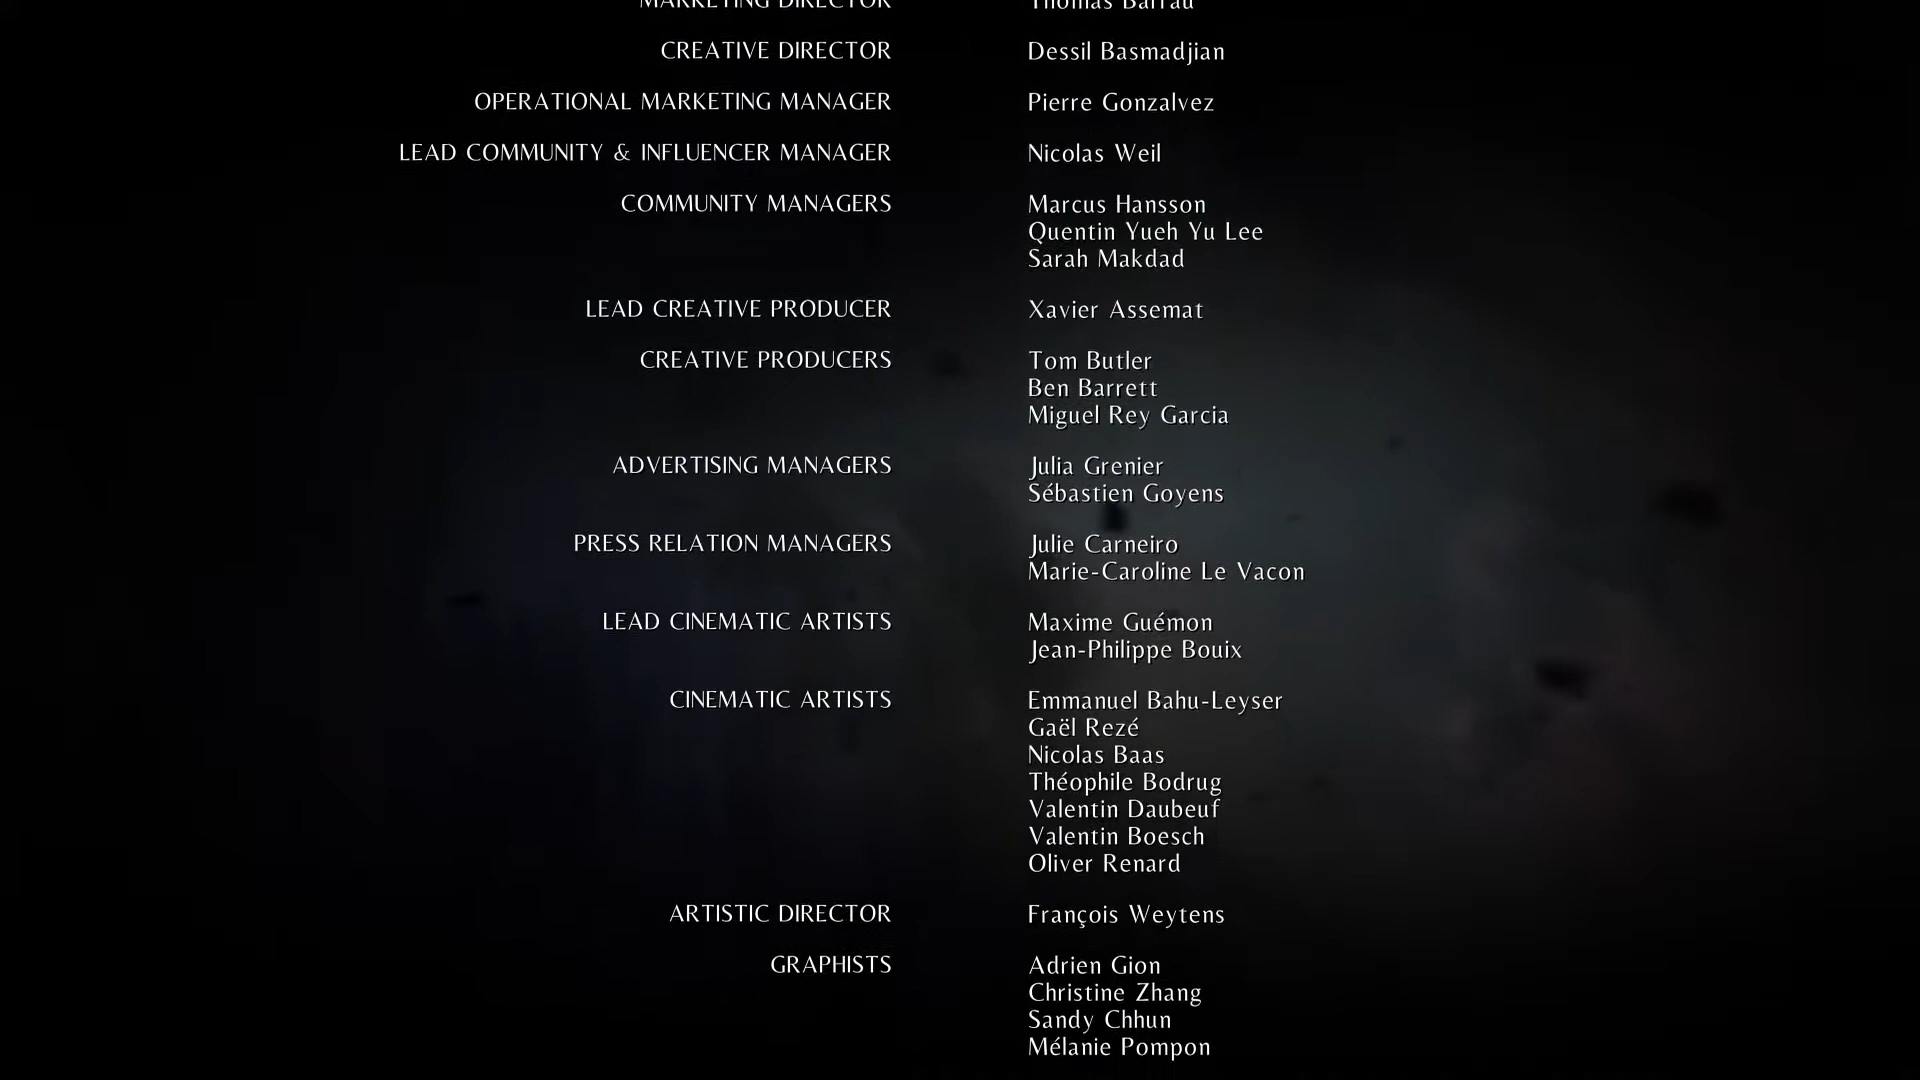 MARKETING DIRECTOR Thomas Barrau
CREATIVE DIRECTOR Dessil Basmadjian
OPERATIONAL MARKETING MANAGER Pierre Gonzalvez
LEAD COMMUNITY & INFLUENCER MANAGER Nicolas Weil
COMMUNITY MANAGERS Marcus Hansson
Quentin Yueh Yu Lee
Sarah Makdad
LEAD CREATIVE PRODUCER Xavier Assemat
CREATIVE PRODUCERS Tom Butler
Ben Barrett
Miguel Rey Garcia
ADVERTISING MANAGERS Julia Grenier
Sébastien Goyens
PRESS RELATION MANAGERS Julie Carneiro
Marie-Caroline Le Vacon
LEAD CINEMATIC ARTISTS Maxime Guémon
Jean-Philippe Bouix
CINEMATIC ARTISTS Emmanuel Bahu-Leyser
Gaël Rezé
Nicolas Baas
Théophile Bodrug
Valentin Daubeuf
Valentin Boesch
Oliver Renard
ARTISTIC DIRECTOR François Weytens
GRAPHISTS Adrien Gion
Christine Zhang
Sandy Chhun
Mélanie Pompon